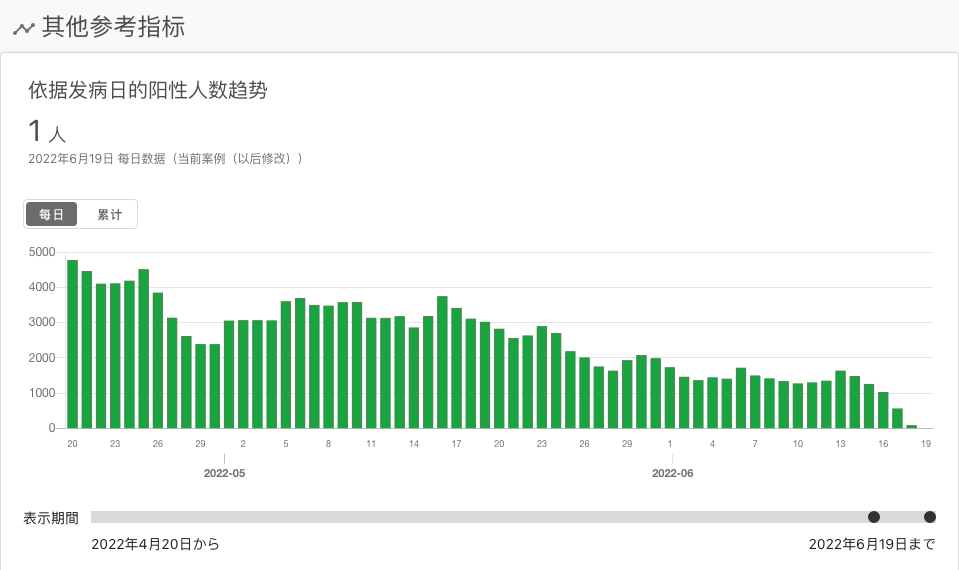 其他参考指标
依据发病日的阳性人数趋势
1 人
2022年6月19日 每日数据（当前案例（以后修改））
每日 累计
5000
4000
3000
2000
1000
0
20 23 26 29 2 5 8 11 14 17 20 23 26 29 1 4 7 10 13 16 19
2022-05 2022-06
表示期間
2022年4月20日から 2022年6月19日まで